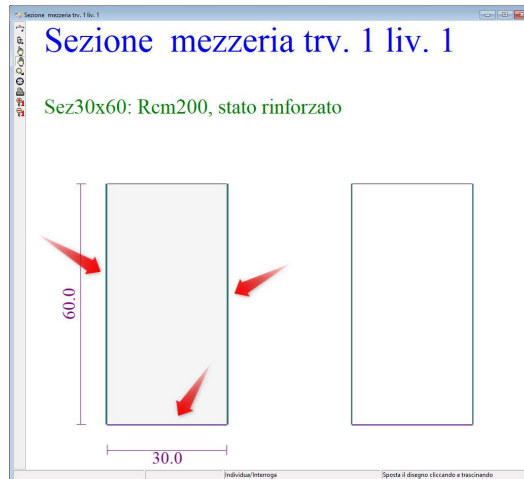 Sezione mezzeria trv. 1 liv. 1
Sezione mezzeria trv. 1 liv. 1
Sez30x60: Rcm200, stato rinforzato
60.0
30.0
Individua/Interroga
Sposta il disegno cliccando e trascinando